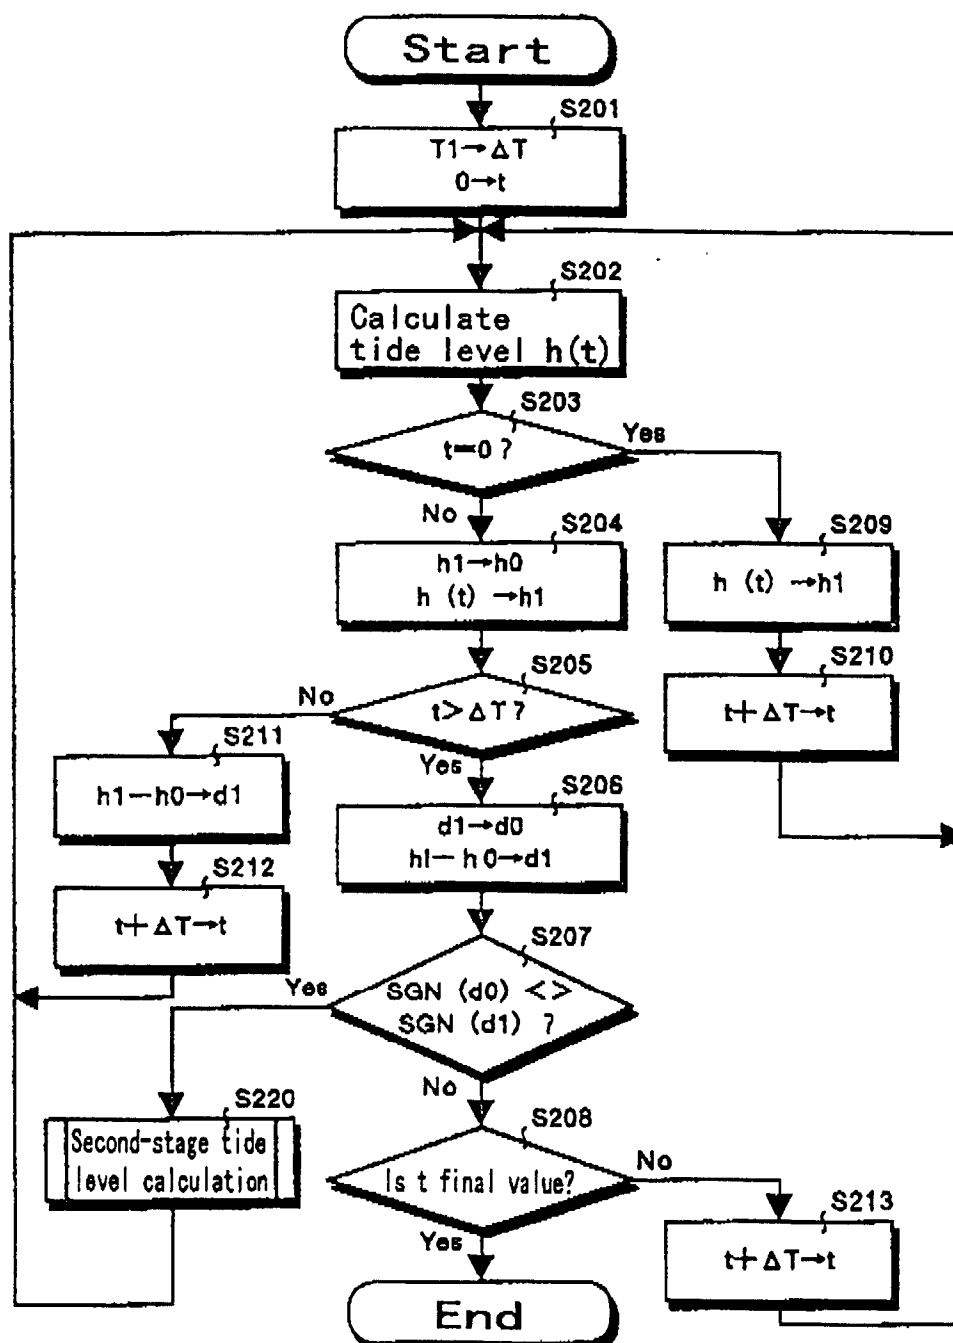 Start
S201
T1→ΔT
0→t
S202
Calculate
tide level h(t)
S203
t=0?
Yes
No
S204
h1→h0
h (t) →h1
S209
h (t) →h1
S205
t>ΔT?
No
Yes
S210
t+ΔT→t
S211
h1-h0→d1
S206
d1→d0
h1-h0→d1
S212
t+ΔT→t
S207
SGN (d0) <>
SGN (d1) ?
Yes
No
S220
Second-stage tide
level calculation
S208
Is t final value?
No
Yes
S213
t+ΔT→t
End